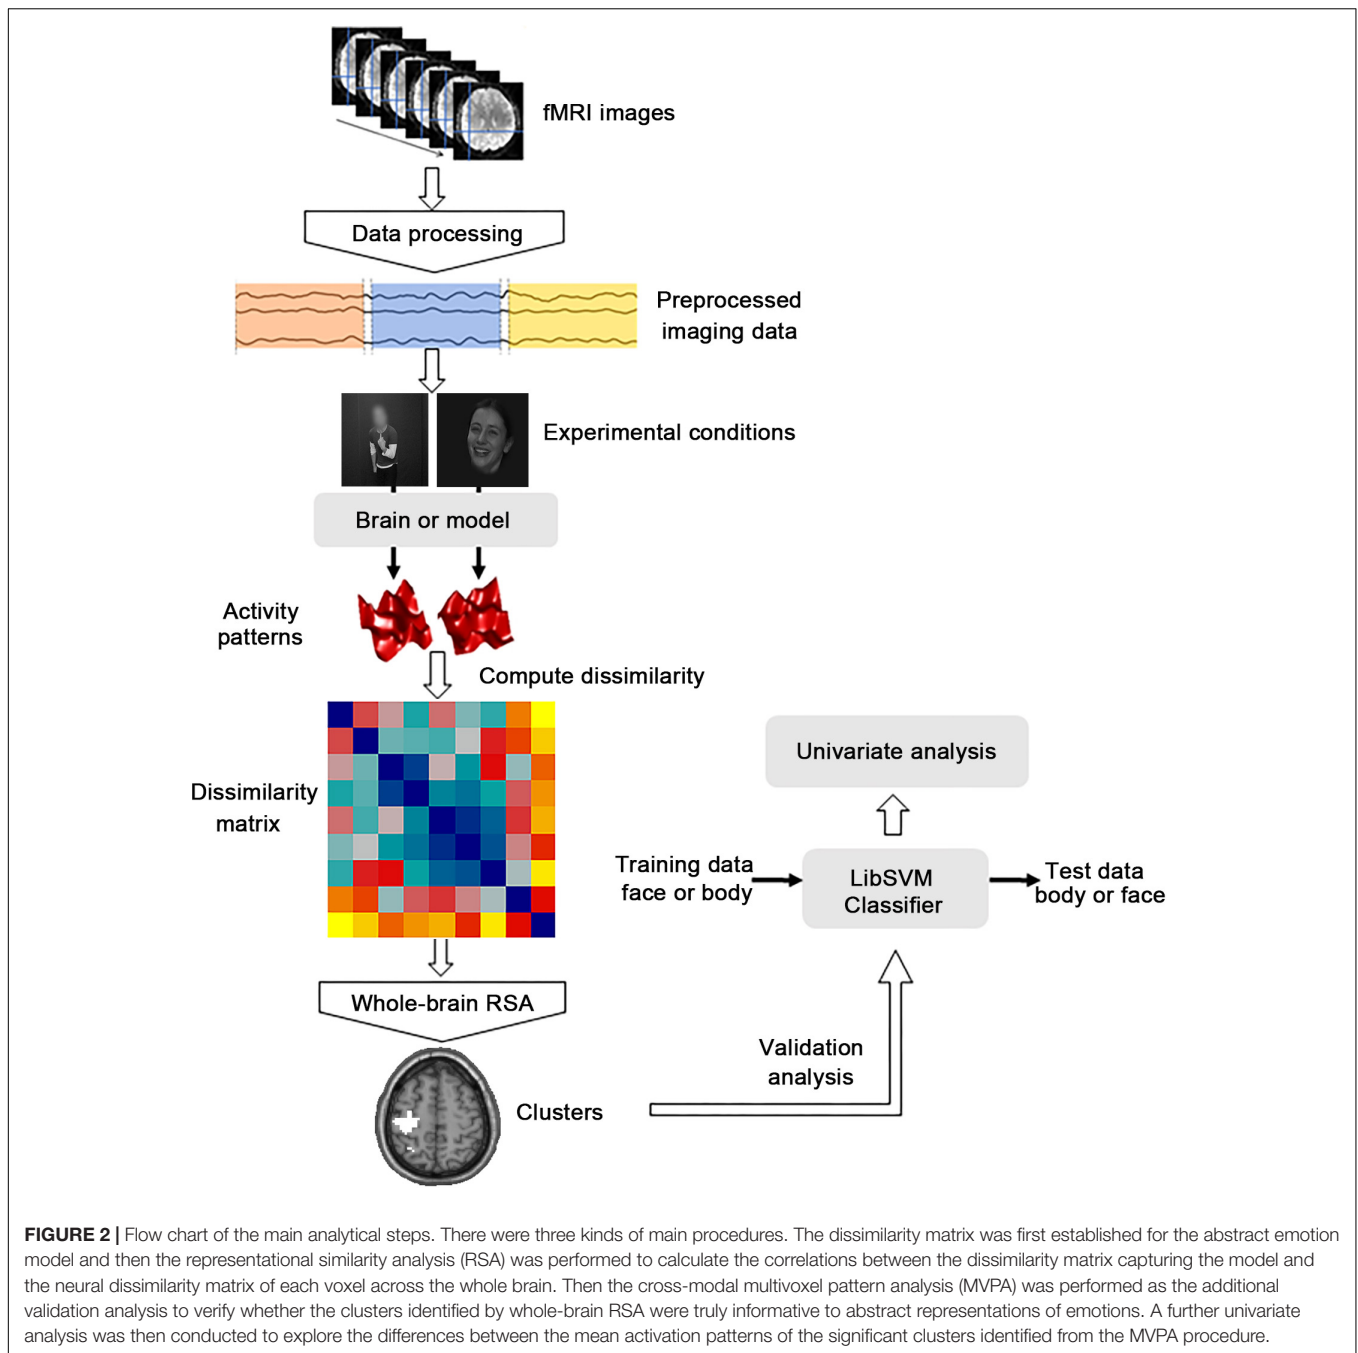 fMRI images
Data processing
Preprocessed
imaging data
Experimental conditions
Brain or model
Activity
patterns
Compute dissimilarity
Dissimilarity
matrix
Whole-brain RSA
Clusters
Validation
analysis
Training data
face or body
LibSVM
Classifier
Test data
body or face
Univariate analysis
FIGURE 2 | Flow chart of the main analytical steps. There were three kinds of main procedures. The dissimilarity matrix was first established for the abstract emotion
model and then the representational similarity analysis (RSA) was performed to calculate the correlations between the dissimilarity matrix capturing the model and
the neural dissimilarity matrix of each voxel across the whole brain. Then the cross-modal multivoxel pattern analysis (MVPA) was performed as the additional
validation analysis to verify whether the clusters identified by whole-brain RSA were truly informative to abstract representations of emotions. A further univariate
analysis was then conducted to explore the differences between the mean activation patterns of the significant clusters identified from the MVPA procedure.